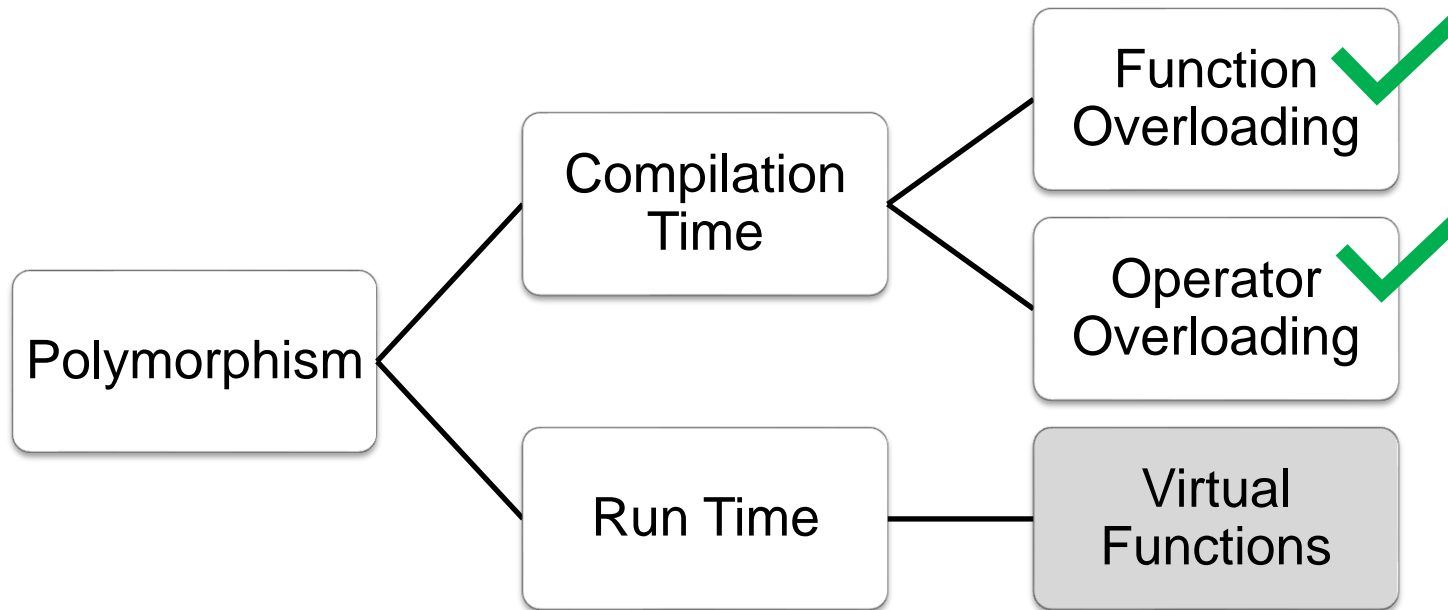 Polymorphism
Compilation
Time
Run Time
Function
Overloading
Operator
Overloading
Virtual
Functions